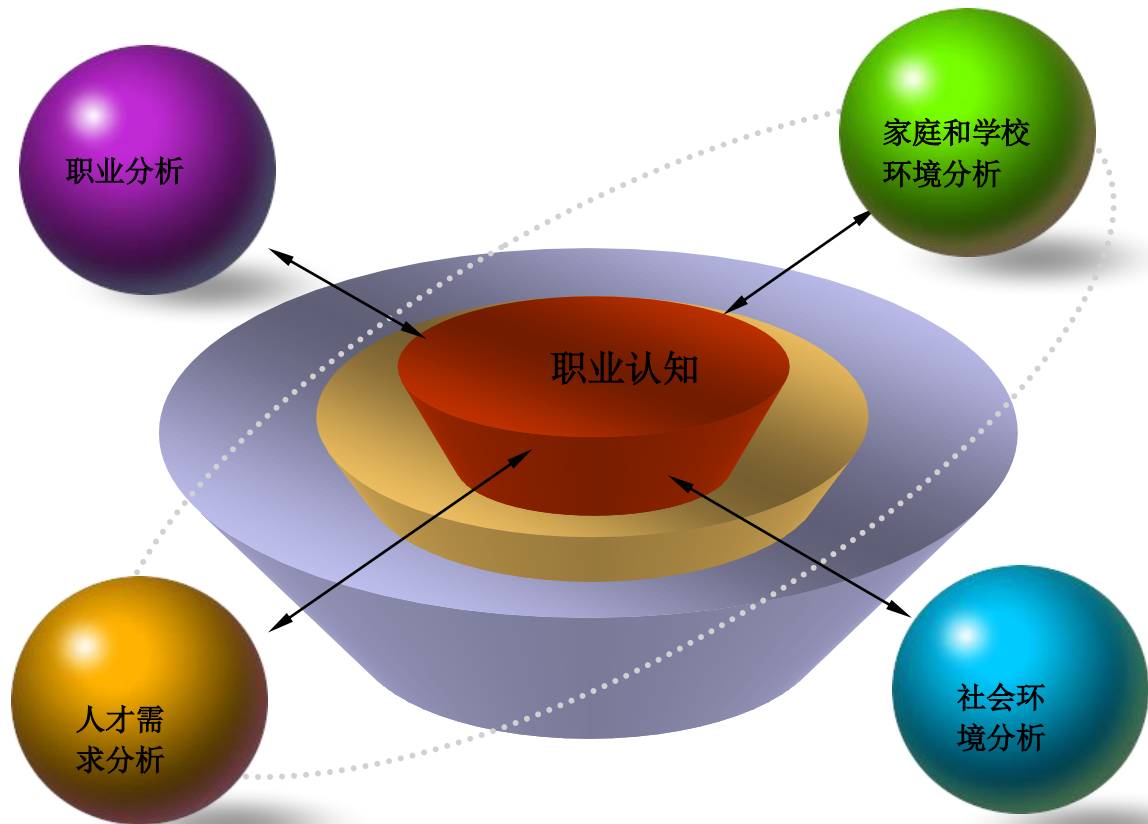 职业分析
家庭和学校
环境分析
职业认知
人才需
求分析
社会环
境分析